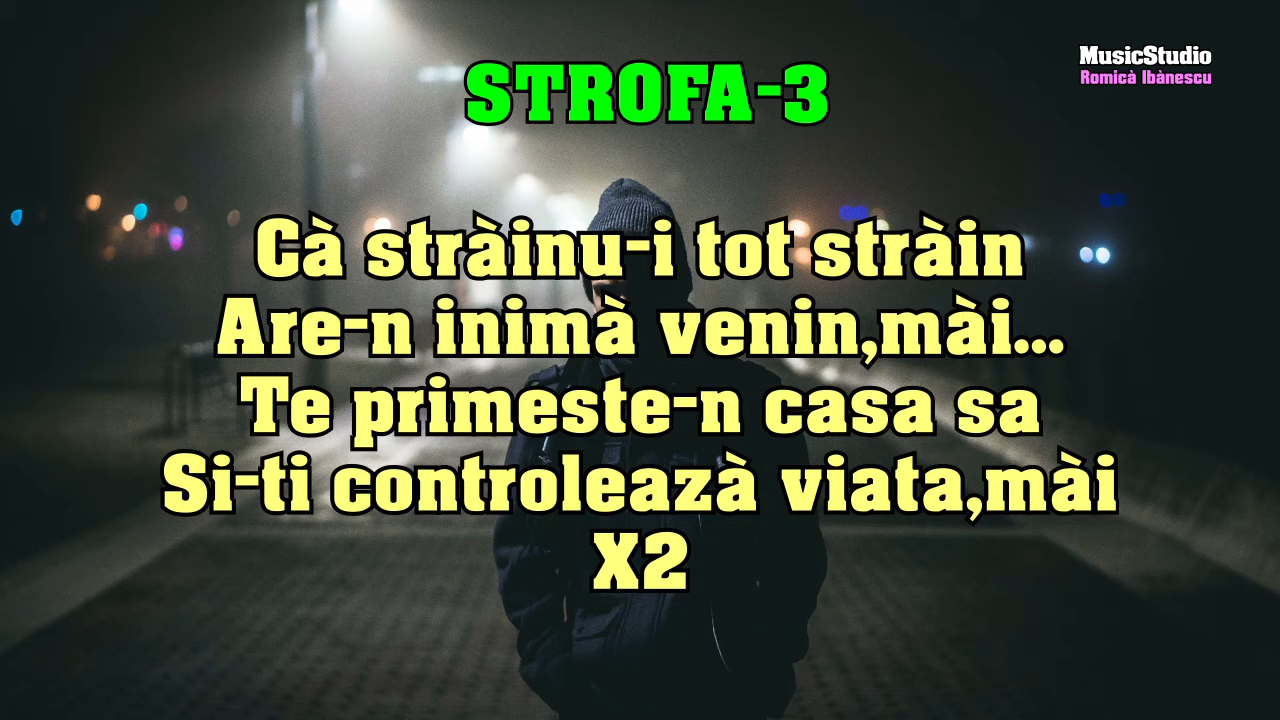 MusicStudio
Romicà Ibànescu
STROFA-3
Cà stràinu-i tot stràin
Are-n inimà venin,mài...
Te primeste-n casa sa
Si-ti controleazà viata,mài
X2